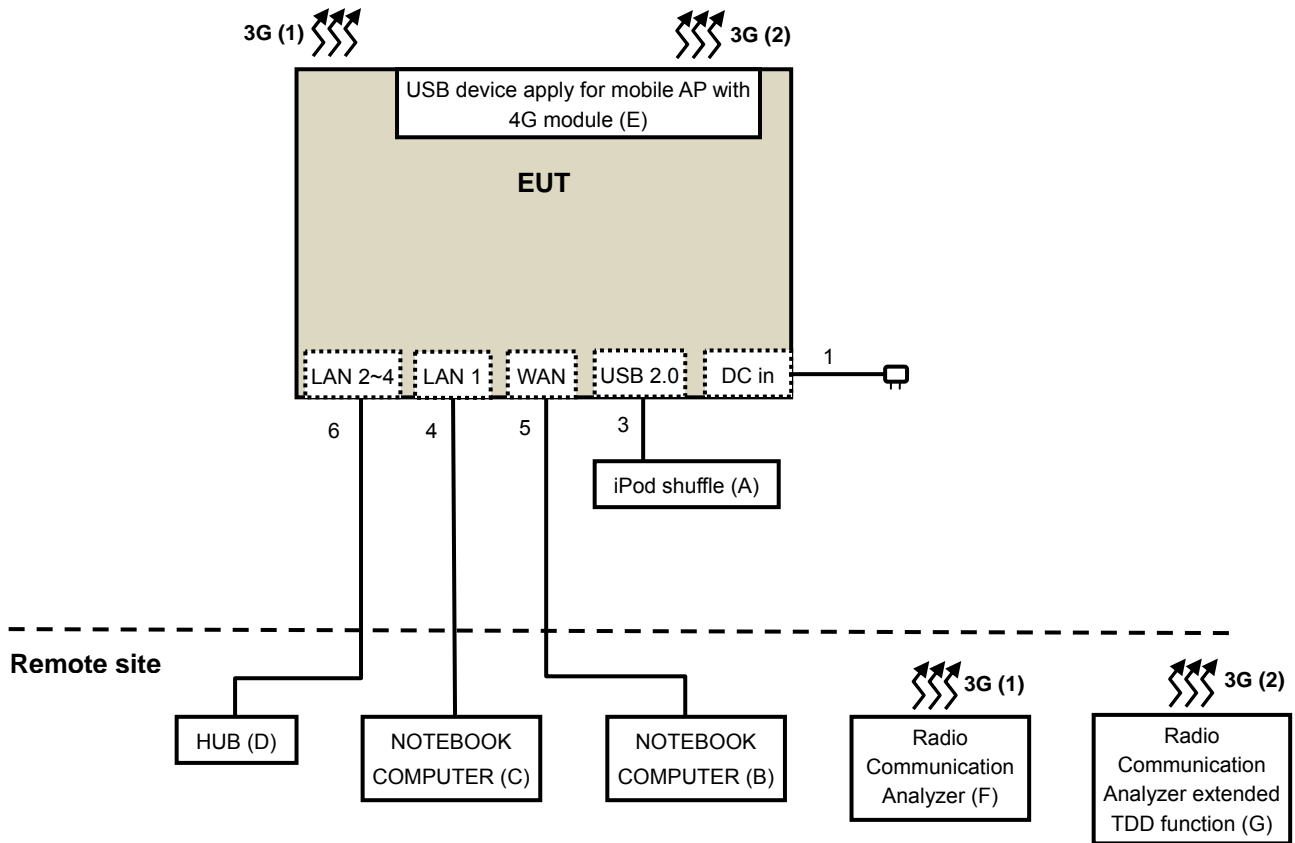 3G (1)
3G (2)
USB device apply for mobile AP with
4G module (E)
EUT
LAN 2~4
LAN 1
WAN
USB 2.0
DC in
1
6
4
5
3
iPod shuffle (A)
Remote site
3G (1)
3G (2)
HUB (D)
NOTEBOOK
COMPUTER (C)
NOTEBOOK
COMPUTER (B)
Radio
Communication
Analyzer (F)
Radio
Communication
Analyzer extended
TDD function (G)